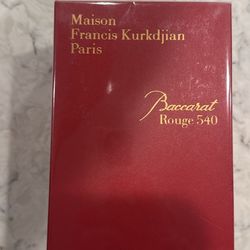 Maison
Francis Kurkdjian
Paris
Baccarat
Rouge 540